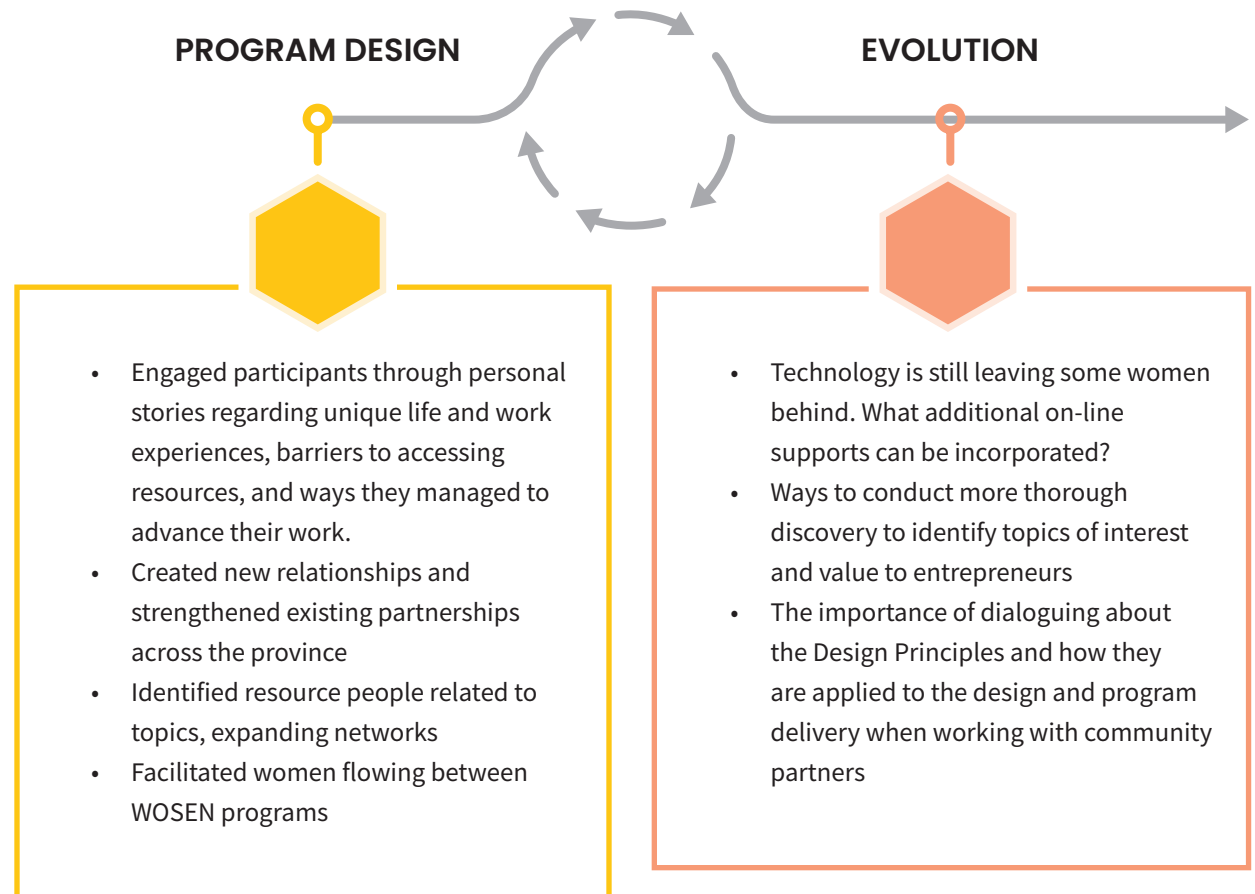 PROGRAM DESIGN
• Engaged participants through personal
stories regarding unique life and work
experiences, barriers to accessing
resources, and ways they managed to
advance their work.
• Created new relationships and
strengthened existing partnerships
across the province
• Identified resource people related to
topics, expanding networks
• Facilitated women flowing between
WOSEN programs
EVOLUTION
• Technology is still leaving some women
behind. What additional on-line
supports can be incorporated?
• Ways to conduct more thorough
discovery to identify topics of interest
and value to entrepreneurs
• The importance of dialoguing about
the Design Principles and how they
are applied to the design and program
delivery when working with community
partners